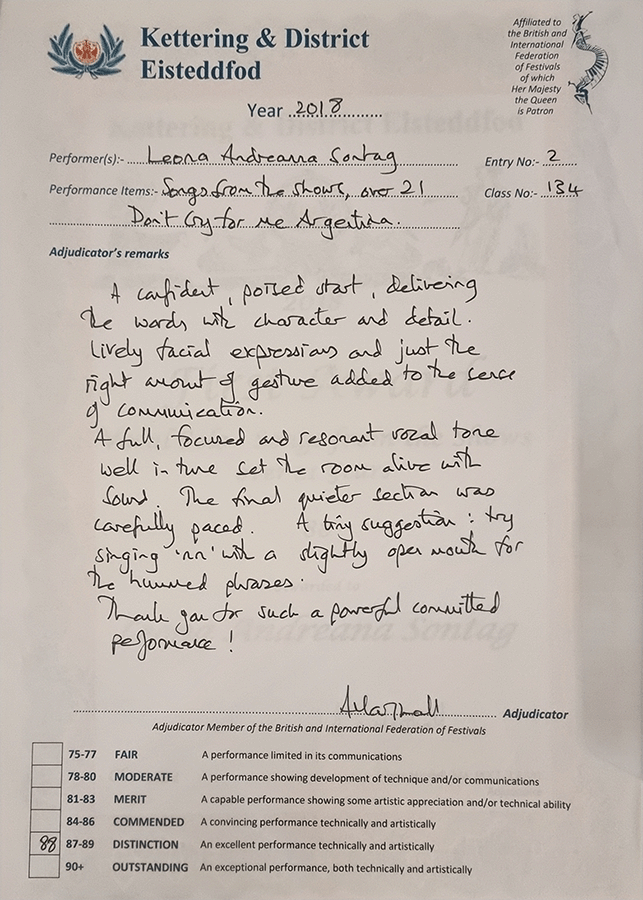 Kettering & District
Eisteddfod
Affiliated to
the British and
International
Federation
of Festivals
of which
Her Majesty
the Queen
is Patron
Year 2018
Performer(s):- Leona Andreana Sontag Entry No:- 2
Performance Items:- Songs from the shows, over 21 Class No:- 134
Don't Cry for me Argentina.
Adjudicator's remarks
A confident, poised start, delivering
the words with character and detail.
Lively facial expressions and just the
right amount of gesture added to the sense
of communication.
A full, focused and resonant vocal tone
well in tune set the room alive with
sound. The final quieter section was
carefully paced. A tiny suggestion: try
singing 'nn' with a slightly open mouth for
the hummed phrases.
Thank you for such a powerful committed
performance!
Adjudicator
Adjudicator Member of the British and International Federation of Festivals
75-77 FAIR A performance limited in its communications
78-80 MODERATE A performance showing development of technique and/or communications
81-83 MERIT A capable performance showing some artistic appreciation and/or technical ability
84-86 COMMENDED A convincing performance technically and artistically
88 87-89 DISTINCTION An excellent performance technically and artistically
90+ OUTSTANDING An exceptional performance, both technically and artistically